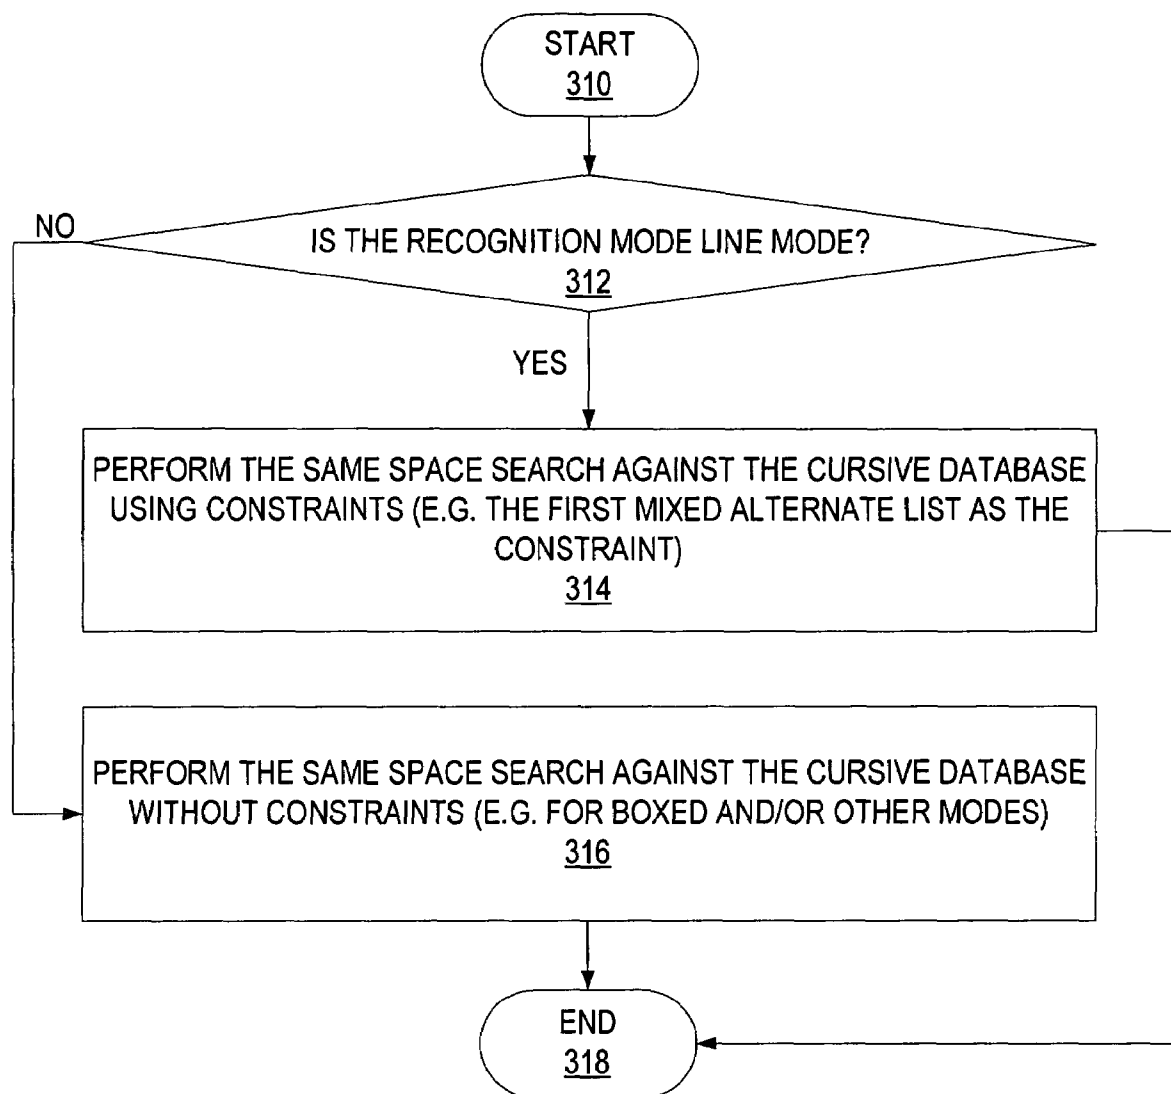 START
310
NO
IS THE RECOGNITION MODE LINE MODE?
312
YES
PERFORM THE SAME SPACE SEARCH AGAINST THE CURSIVE DATABASE
USING CONSTRAINTS (E.G. THE FIRST MIXED ALTERNATE LIST AS THE
CONSTRAINT)
314
PERFORM THE SAME SPACE SEARCH AGAINST THE CURSIVE DATABASE
WITHOUT CONSTRAINTS (E.G. FOR BOXED AND/OR OTHER MODES)
316
END
318